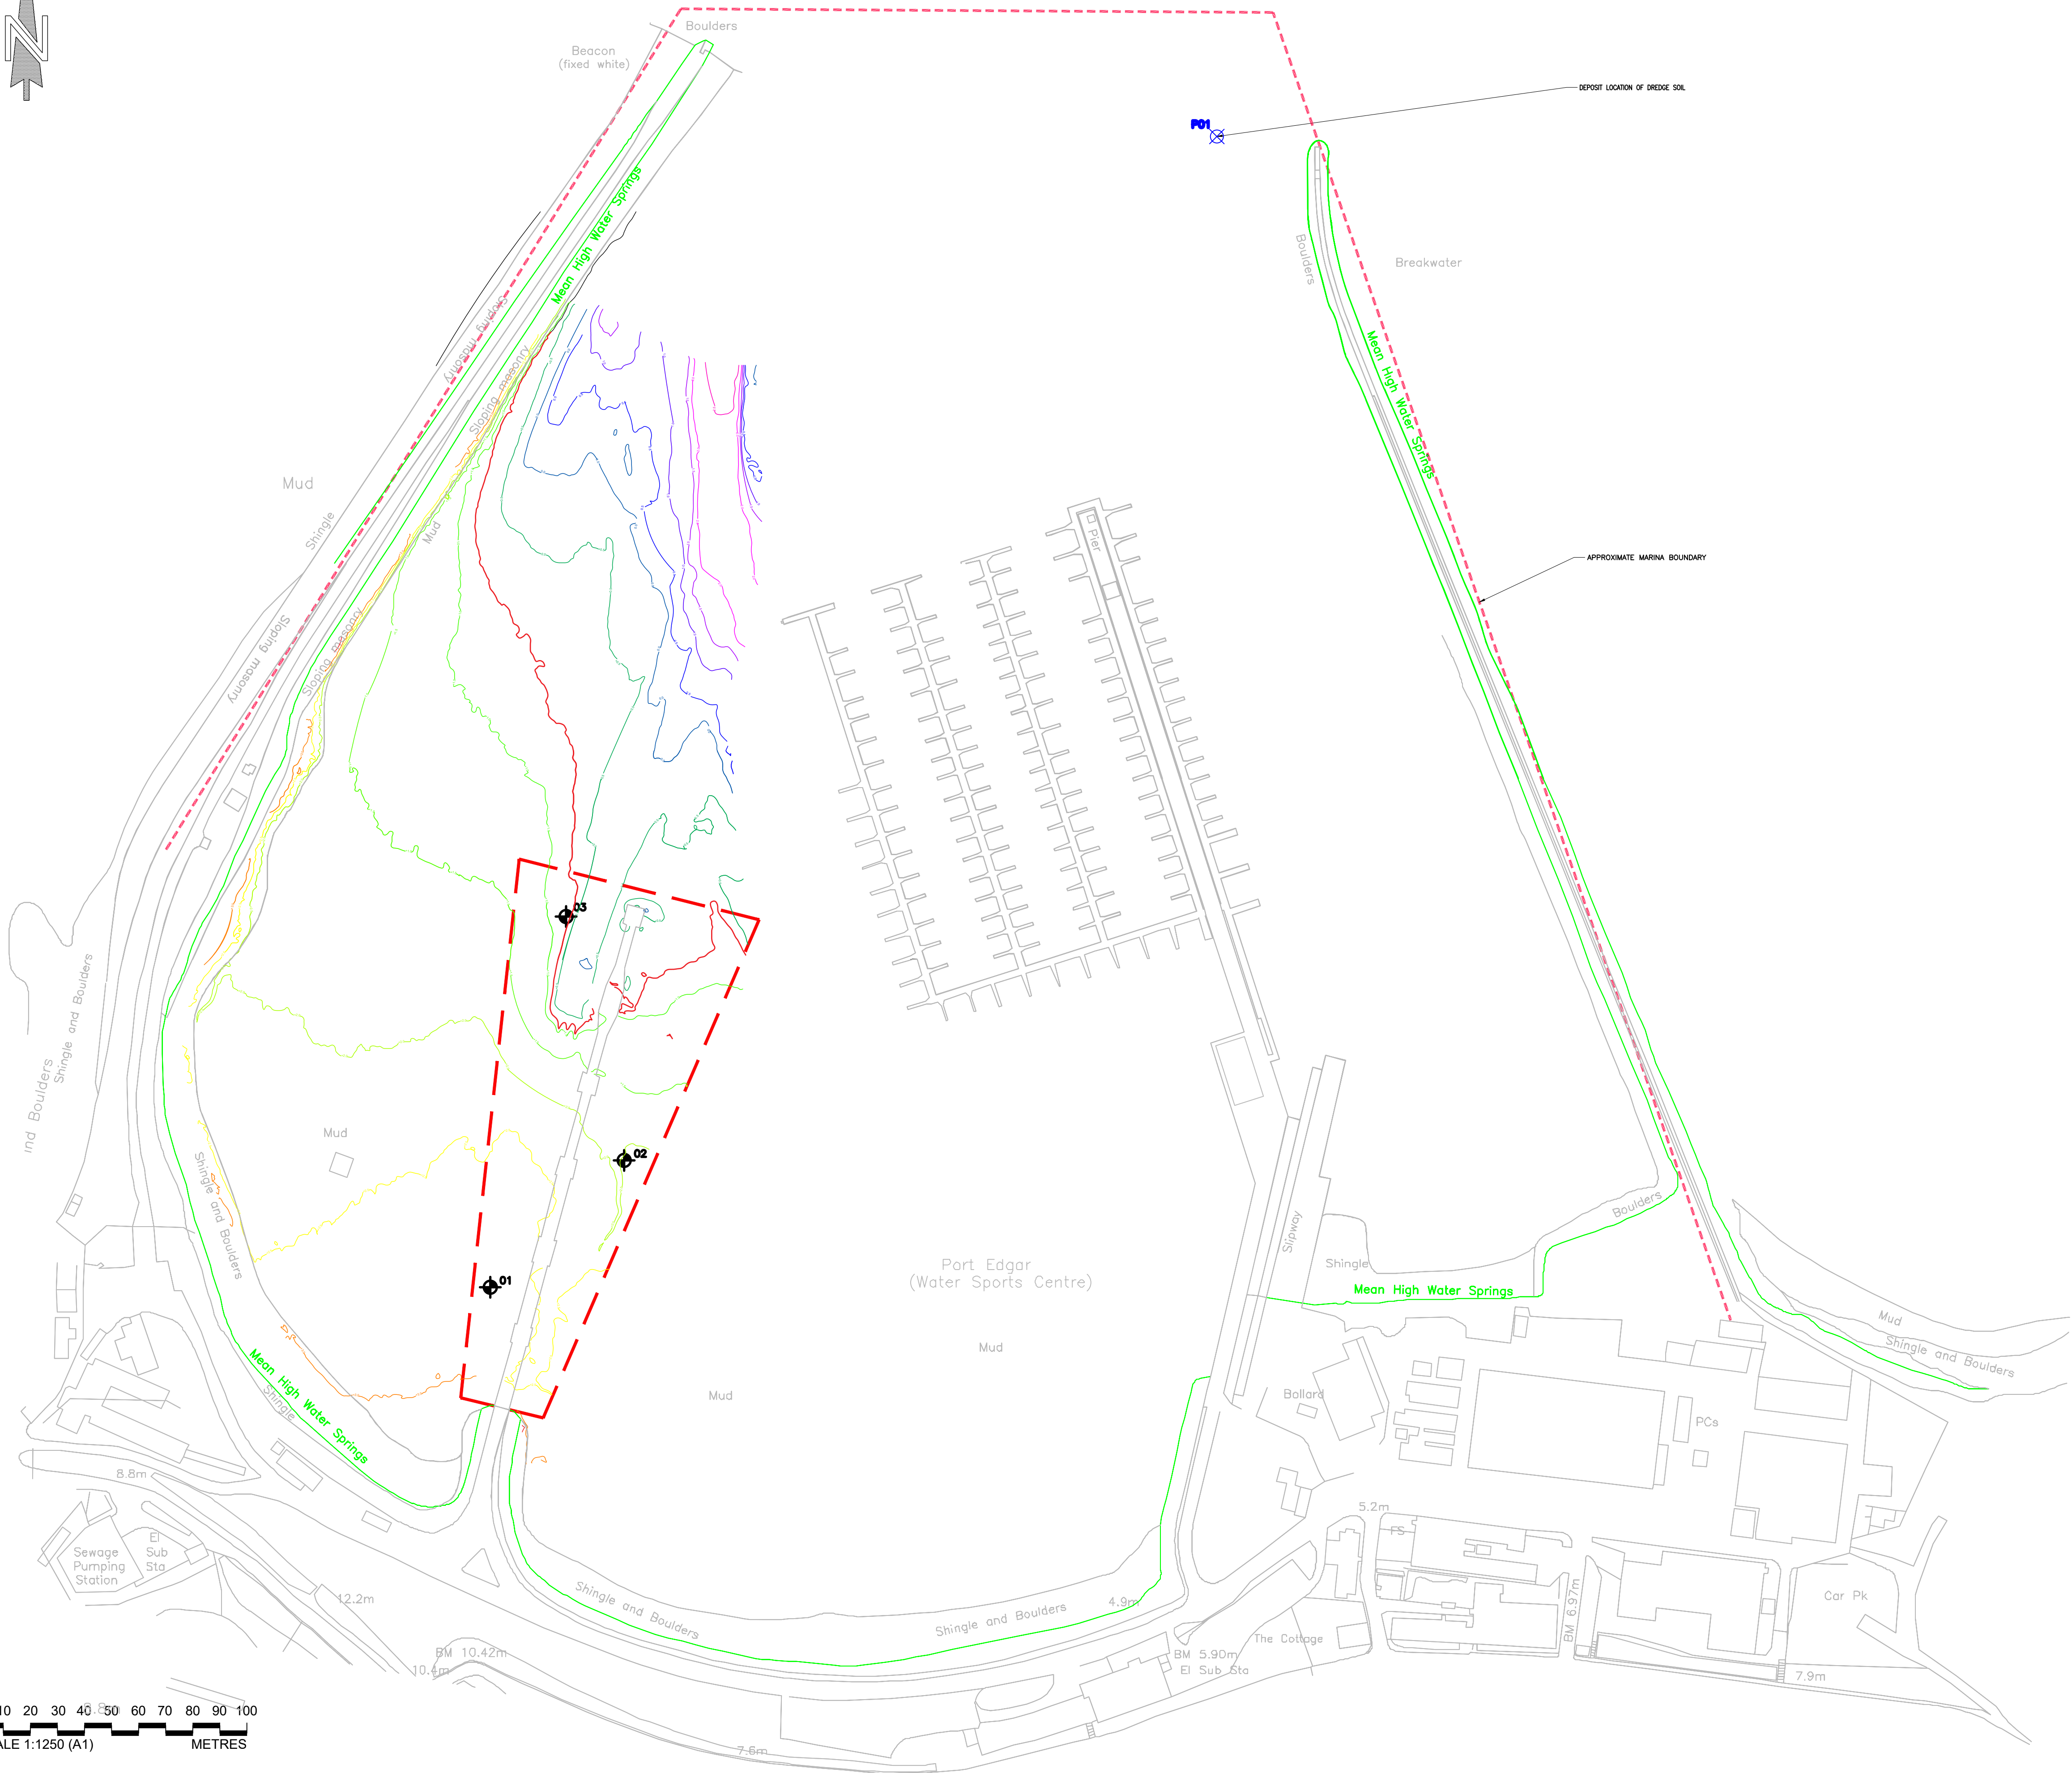 N
Boulders
Beacon
(fixed white)
DEPOSIT LOCATION OF DREDGE SOIL
P01
Mean High Water Springs
Boulders
Breakwater
Sloping masonry
Sloping masonry
Mean High Water Springs
Mud
Shingle
Mud
Pier
APPROXIMATE MARINA BOUNDARY
Sloping masonry
Sloping masonry
03
Shingle and Boulders
Ind Boulders
Mud
02
Shingle and Boulders
Boulders
Slipway
Port Edgar
(Water Sports Centre)
Shingle
01
Mean High Water Springs
Mud
Mud
Shingle and Boulders
Mean High Water Springs
Shingle
Mud
Bollard
PCs
8.8m
5.2m
FS
El
Sub
Sta
Sewage
Pumping
Station
12.2m
Shingle and Boulders
Shingle and Boulders
4.9m
BM 6.97m
Car Pk
The Cottage
BM 10.42m
10.4m
BM 5.90m
El Sub Sta
7.9m
8.8m
10 20 30 40 50 60 70 80 90 100
ALE 1:1250 (A1) METRES
7.6m